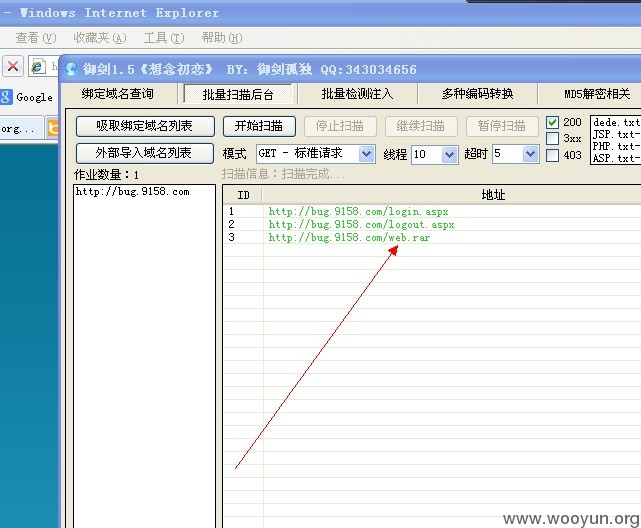 - Windows Internet Explorer
查看(V) 收藏夹(A) 工具(T) 帮助(H)
Google
org...
御剑1.5《想念初恋》 BY：御剑孤独 QQ:343034656
绑定域名查询 批量扫描后台 批量检测注入 多种编码转换 MD5解密相关
吸取绑定域名列表 开始扫描 停止扫描 继续扫描 暂停扫描
外部导入域名列表 模式 GET - 标准请求 线程 10 超时 5
200
3xx
403
dede.txt-
JSP.txt-
PHP.txt-
ASP.txt-
作业数量：1 扫描信息：扫描完成...
http://bug.9158.com
ID 地址
1 http://bug.9158.com/login.aspx
2 http://bug.9158.com/logout.aspx
3 http://bug.9158.com/web.rar
www.wooyun.org